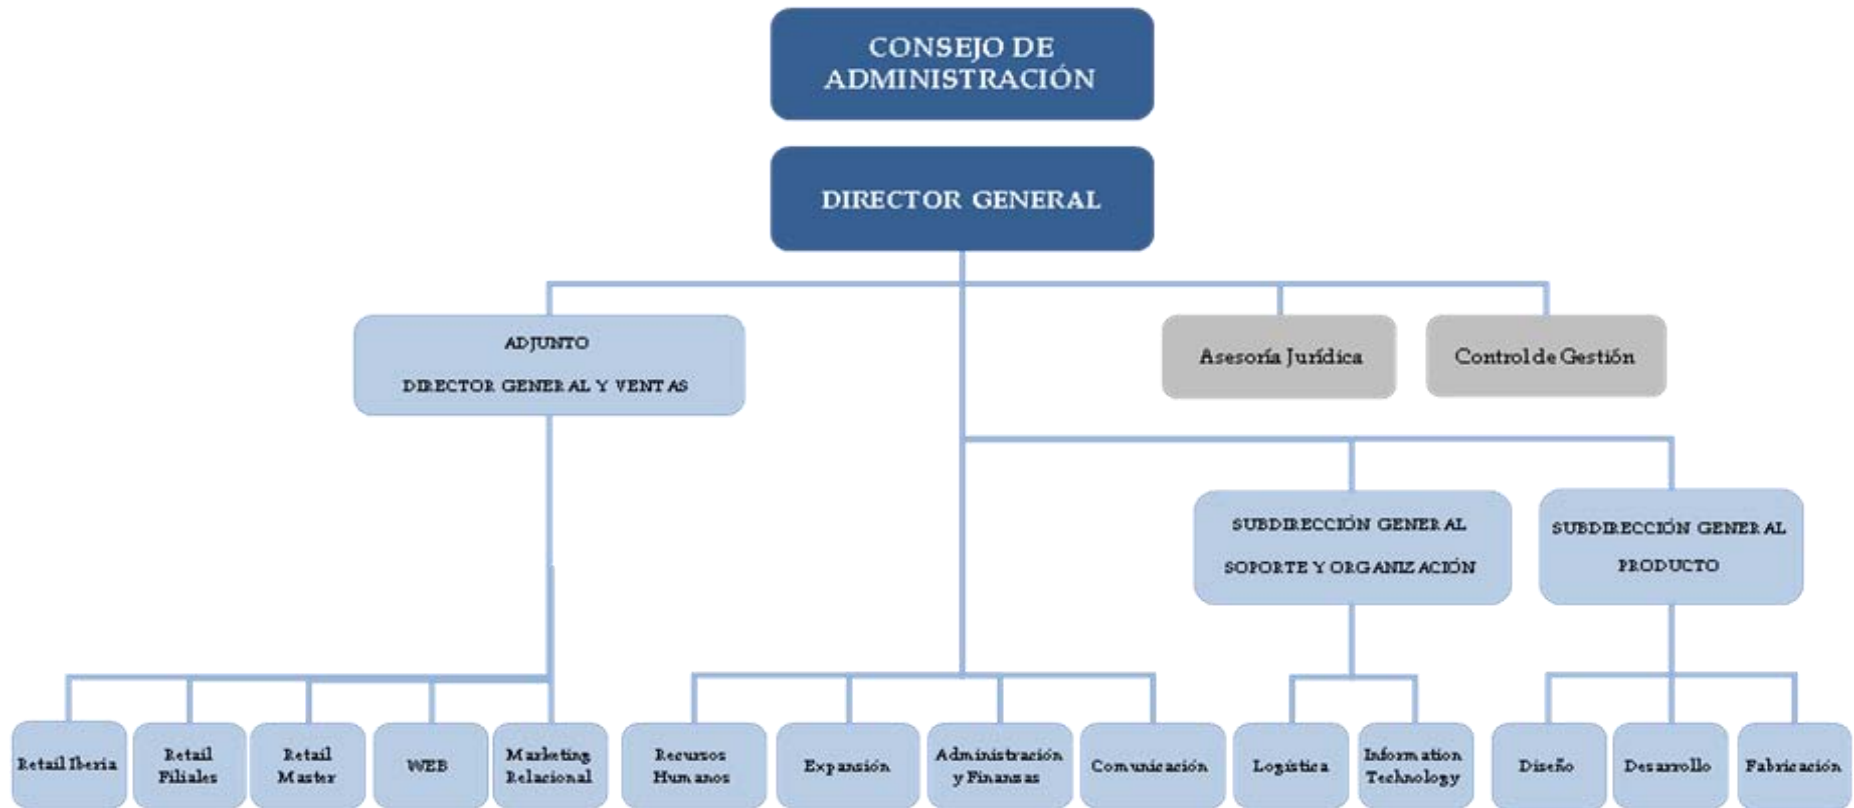 CONSEJO DE
ADMINISTRACIÓN
DIRECTOR GENERAL
ADJUNTO
DIRECTOR GENERAL Y VENTAS
Asesoría Jurídica
Control de Gestión
SUBDIRECCIÓN GENERAL
SOPORTE Y ORGANIZACIÓN
SUBDIRECCIÓN GENERAL
PRODUCTO
Retail Iberia
Retail
Filiales
Retail
Master
WEB
Marketing
Relacional
Recursos
Humanos
Expansión
Administración
y Finanzas
Comunicación
Logística
Information
Technology
Diseño
Desarrollo
Fabricación